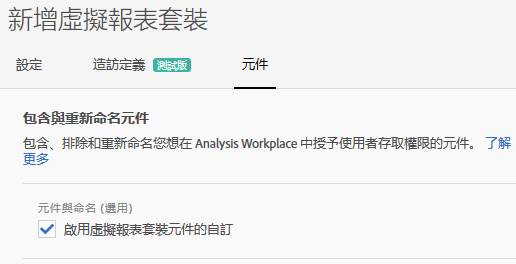 新增虛擬報表套裝
設定 造訪定義 測試版 元件
包含與重新命名元件
包含、排除和重新命名您想在 Analysis Workplace 中授予使用者存取權限的元件。 了解
更多
元件與命名 (選用)
啟用虛擬報表套裝元件的自訂